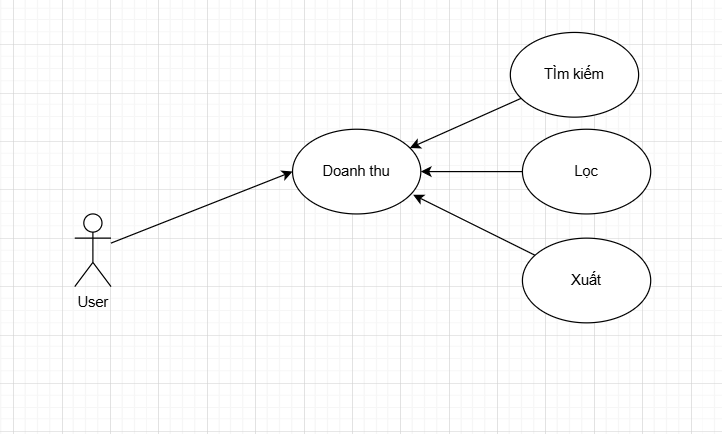 TÌm kiếm
Doanh thu
Lọc
Xuất
User